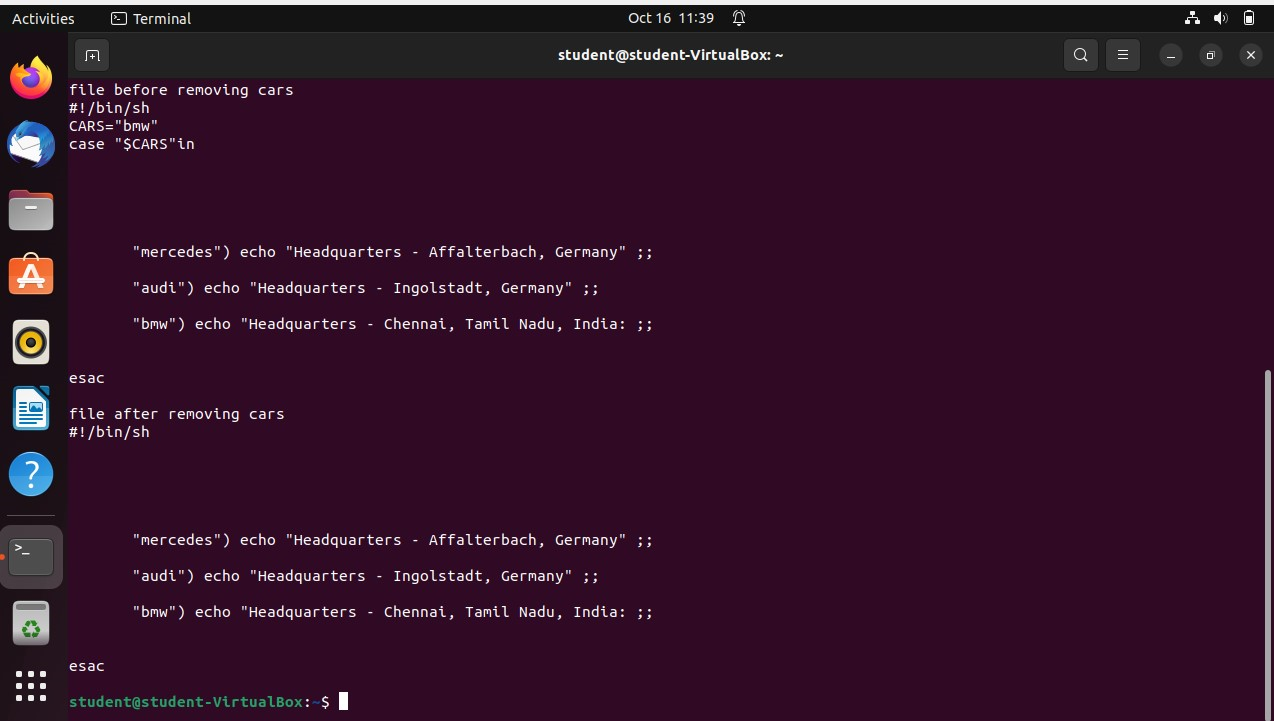 Activities Terminal Oct 16 11:39
student@student-VirtualBox: ~
file before removing cars
#!/bin/sh
CARS="bmw"
case "$CARS"in
"mercedes") echo "Headquarters - Affalterbach, Germany" ;;
"audi") echo "Headquarters - Ingolstadt, Germany" ;;
"bmw") echo "Headquarters - Chennai, Tamil Nadu, India: ;;
esac
file after removing cars
#!/bin/sh
"mercedes") echo "Headquarters - Affalterbach, Germany" ;;
"audi") echo "Headquarters - Ingolstadt, Germany" ;;
"bmw") echo "Headquarters - Chennai, Tamil Nadu, India: ;;
esac
student@student-VirtualBox:~$